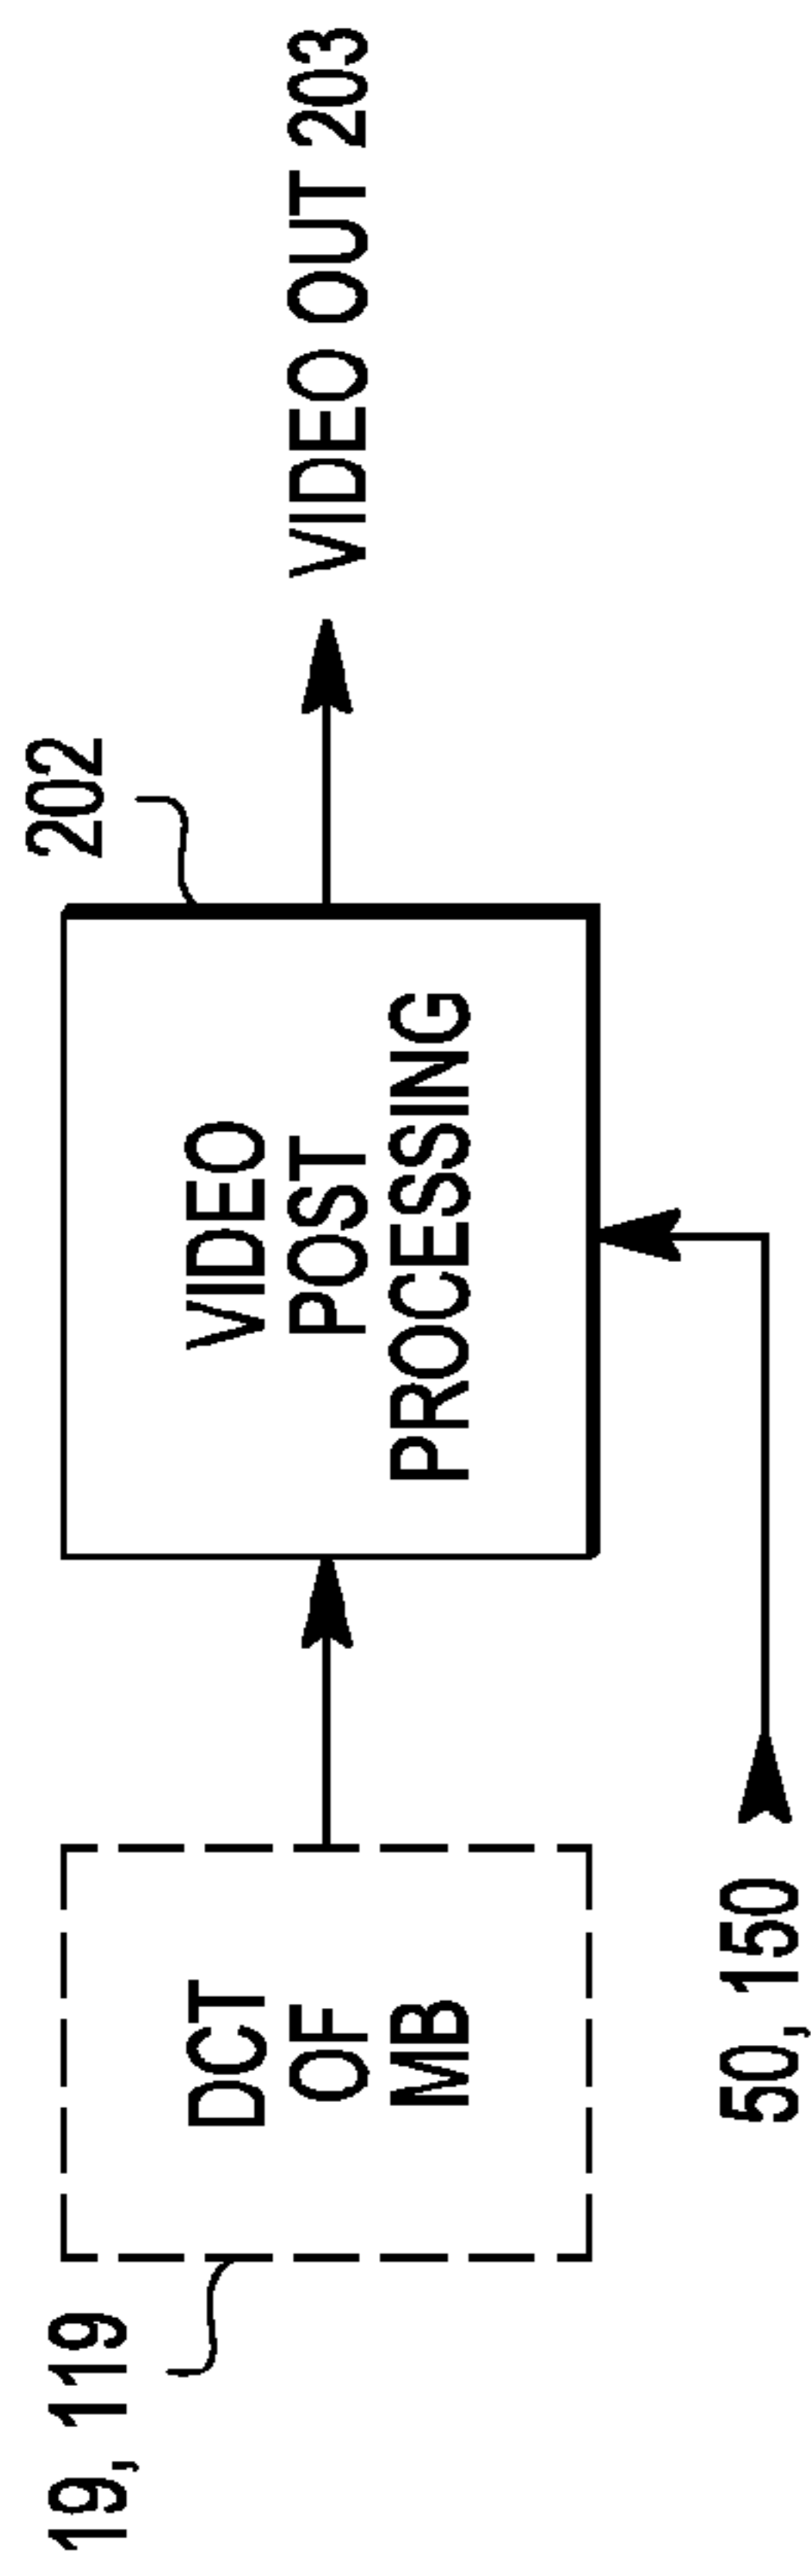 19, 119
DCT
OF
MB
50, 150
VIDEO
POST
PROCESSING
202
VIDEO OUT 203